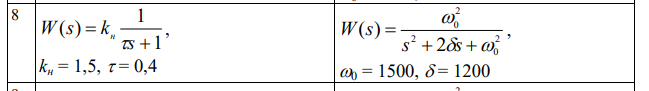 8
W(s) = kн 1/(τs + 1),
kн = 1,5, τ = 0,4
W(s) = ω₀²/(s² + 2δs + ω₀²),
ω₀ = 1500, δ = 1200